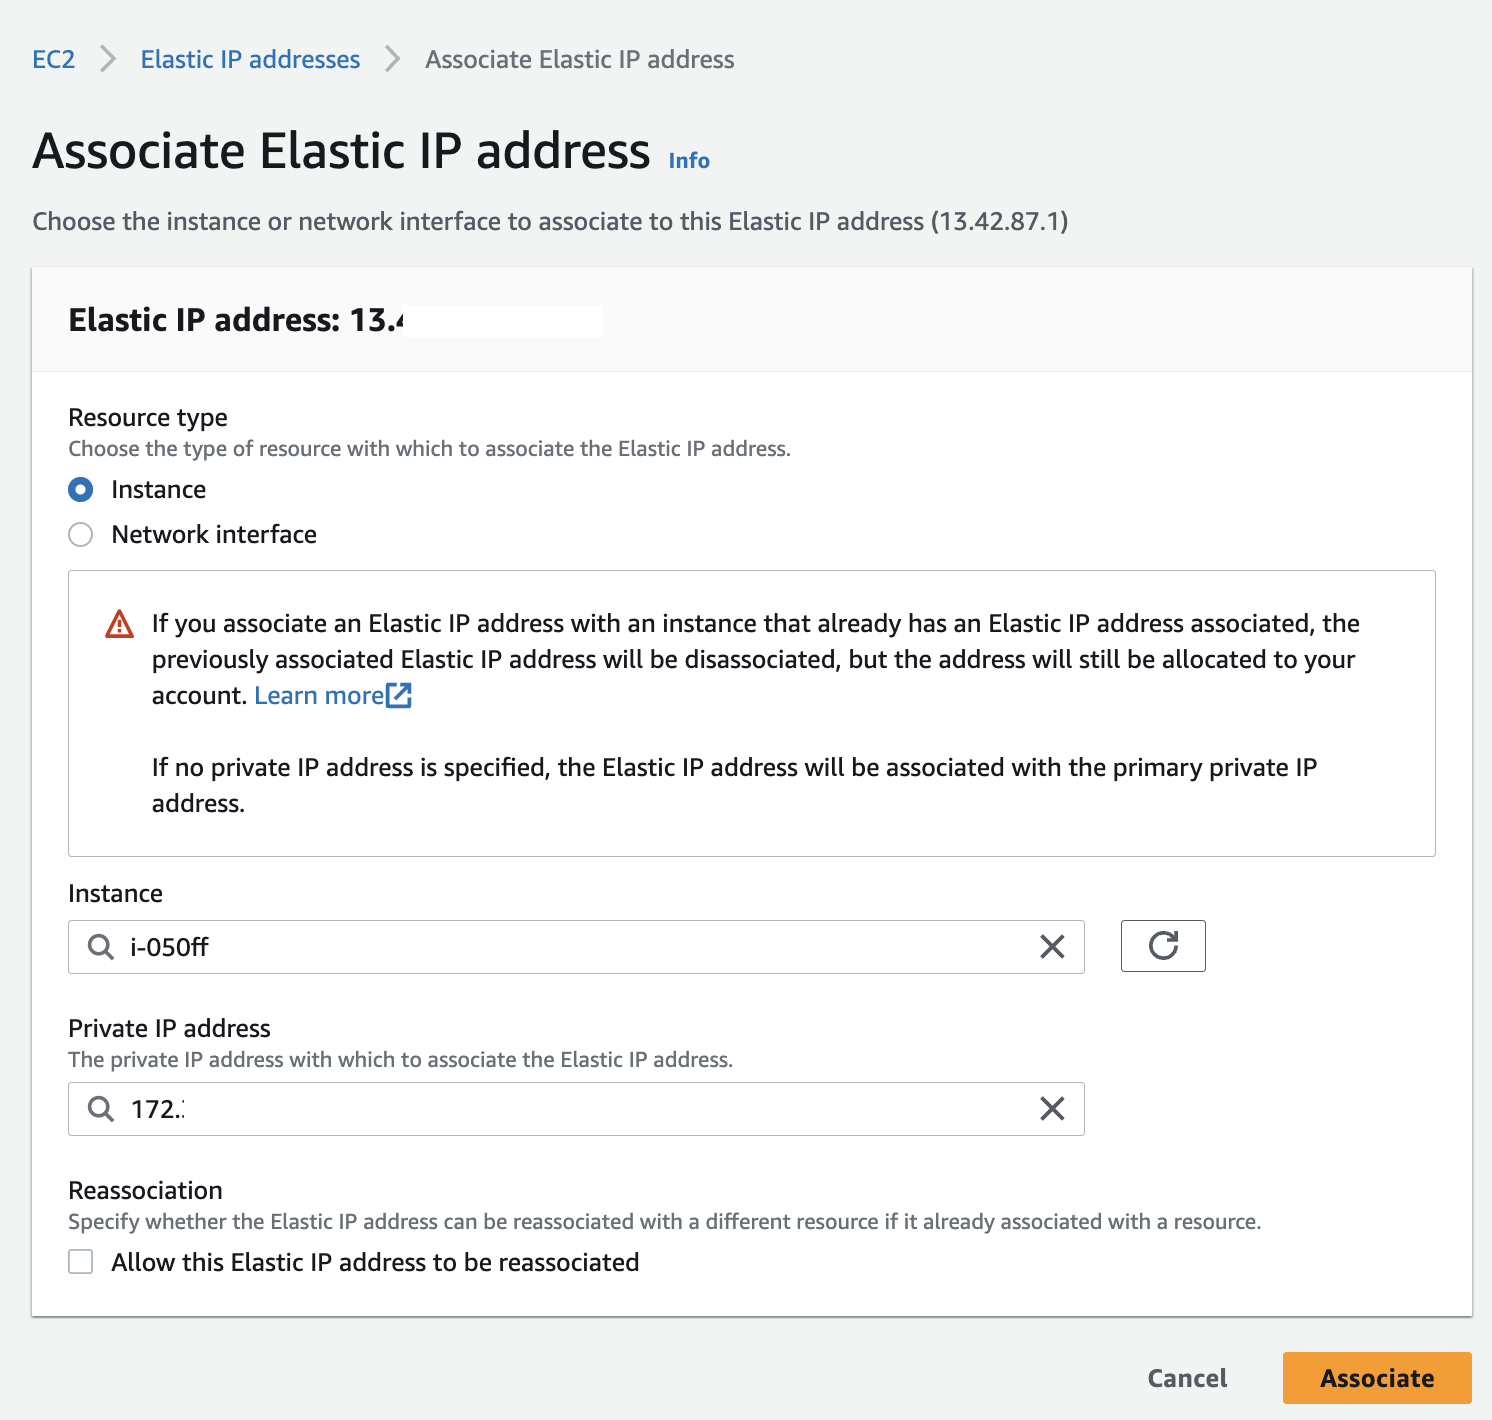 EC2 > Elastic IP addresses > Associate Elastic IP address
Associate Elastic IP address Info
Choose the instance or network interface to associate to this Elastic IP address (13.42.87.1)
Elastic IP address: 13.
Resource type
Choose the type of resource with which to associate the Elastic IP address.
Instance
Network interface
If you associate an Elastic IP address with an instance that already has an Elastic IP address associated, the
previously associated Elastic IP address will be disassociated, but the address will still be allocated to your
account. Learn more
If no private IP address is specified, the Elastic IP address will be associated with the primary private IP
address.
Instance
i-050ff
Private IP address
The private IP address with which to associate the Elastic IP address.
172.
Reassociation
Specify whether the Elastic IP address can be reassociated with a different resource if it already associated with a resource.
Allow this Elastic IP address to be reassociated
Cancel
Associate